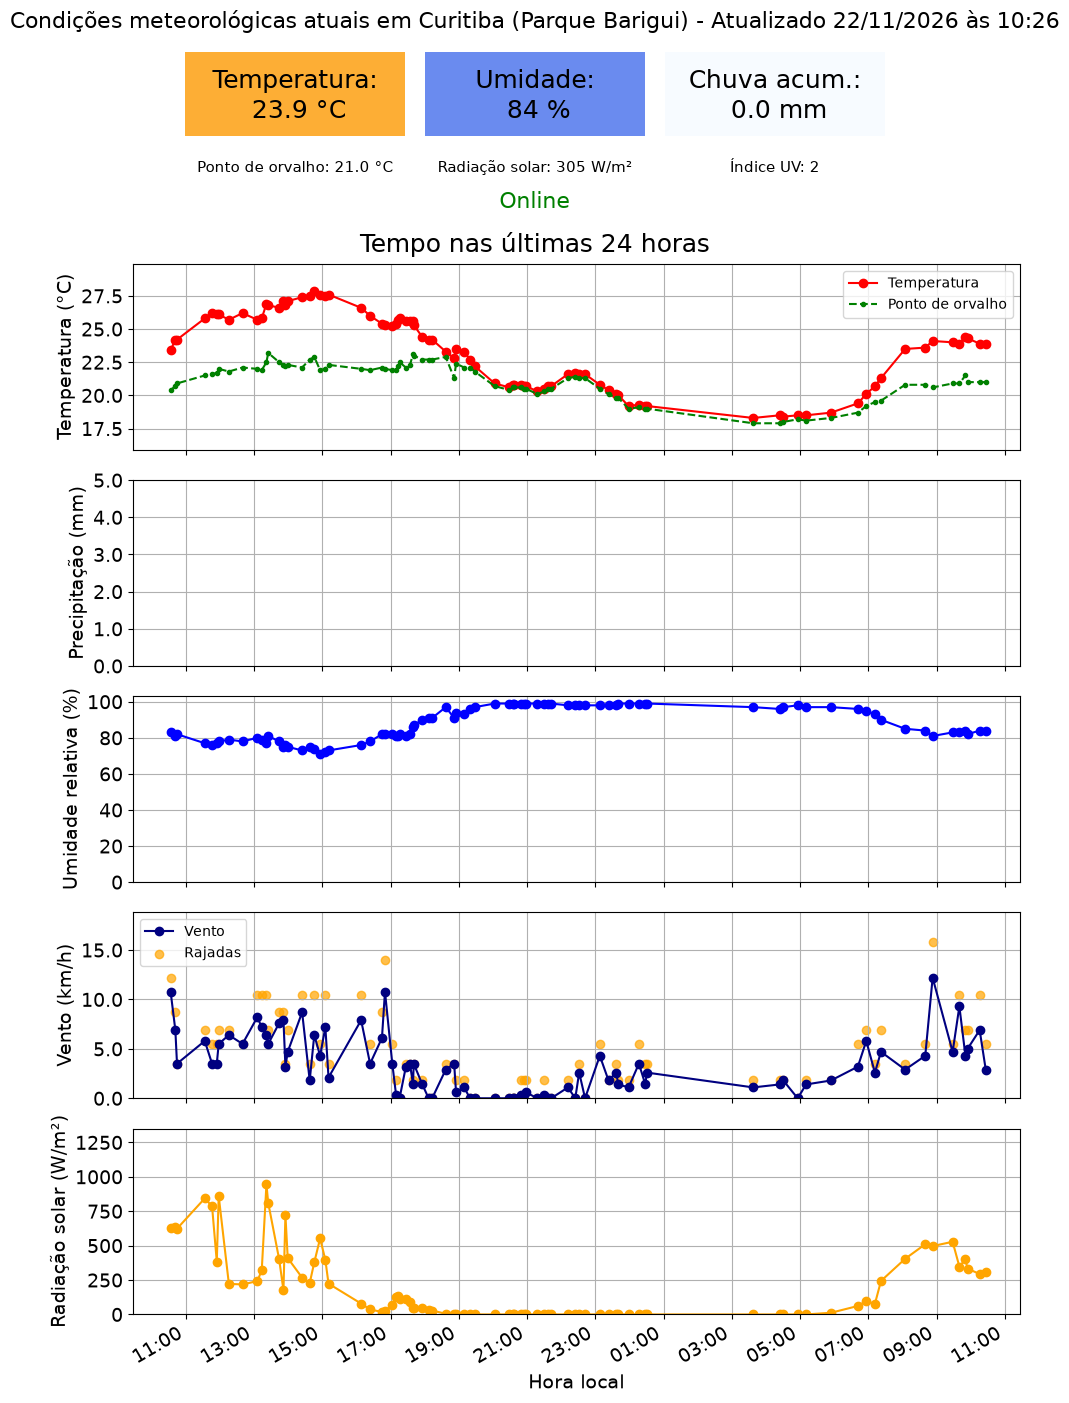 Condições meteorológicas atuais em Curitiba (Parque Barigui) - Atualizado 22/11/2026 às 10:26
Temperatura:
23.9 °C
Umidade:
84 %
Chuva acum.:
0.0 mm
Ponto de orvalho: 21.0 °C
Radiação solar: 305 W/m²
Índice UV: 2
Online
Tempo nas últimas 24 horas
Temperatura (°C)
27.5
25.0
22.5
20.0
17.5
Temperatura
Ponto de orvalho
Precipitação (mm)
5.0
4.0
3.0
2.0
1.0
0.0
Umidade relativa (%)
100
80
60
40
20
0
Vento (km/h)
15.0
10.0
5.0
0.0
Vento
Rajadas
Radiação solar (W/m²)
1250
1000
750
500
250
0
11:00
13:00
15:00
17:00
19:00
21:00
23:00
01:00
03:00
05:00
07:00
09:00
11:00
Hora local